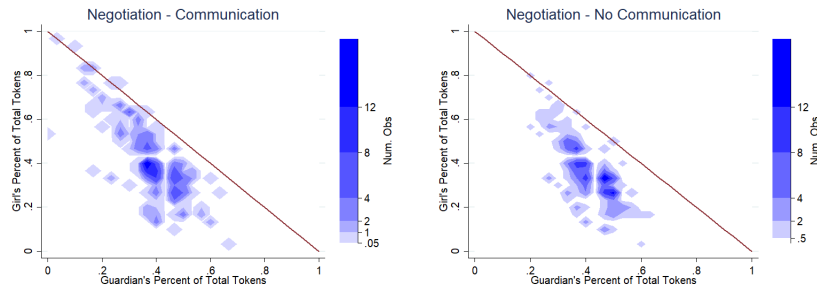 Negotiation - Communication
Girl's Percent of Total Tokens
0 .2 .4 .6 .8 1
0 .2 .4 .6 .8 1
Guardian's Percent of Total Tokens
12
8
4
2
1
.05
Num. Obs
Negotiation - No Communication
Girl's Percent of Total Tokens
0 .2 .4 .6 .8 1
0 .2 .4 .6 .8 1
Guardian's Percent of Total Tokens
12
8
4
2
.5
Num. Obs